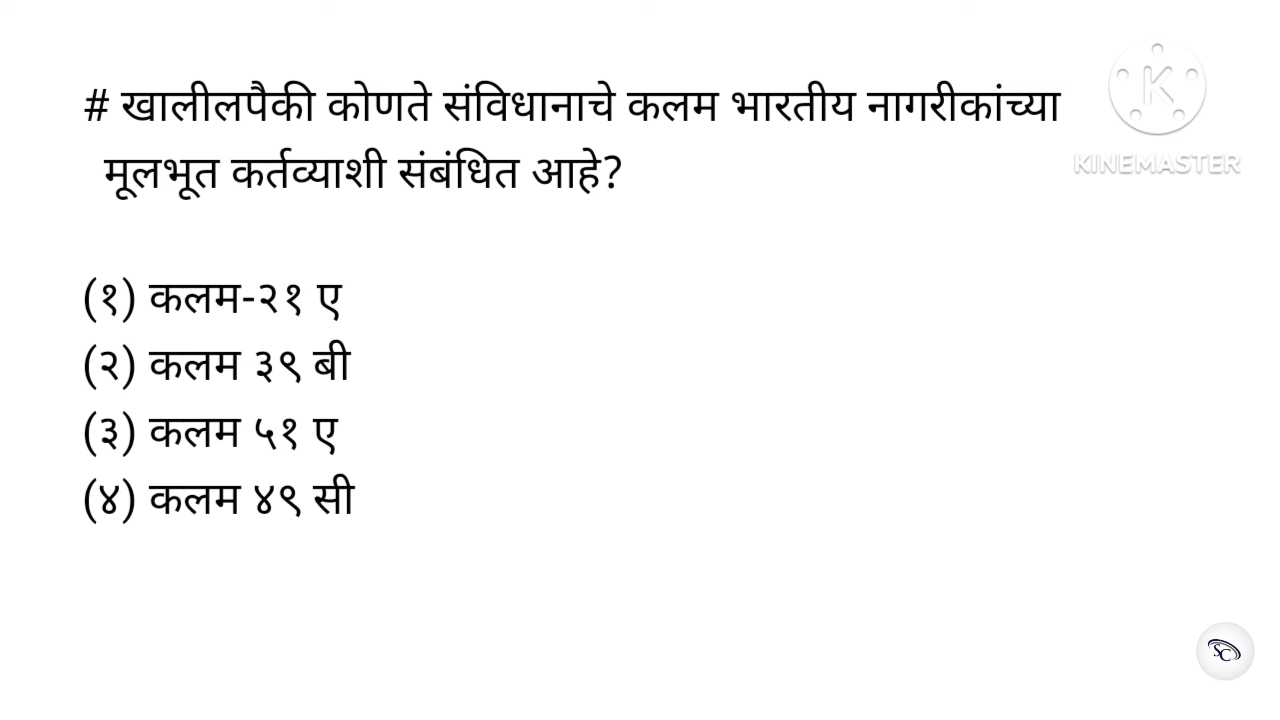 # खालीलपैकी कोणते संविधानाचे कलम भारतीय नागरीकांच्या
मूलभूत कर्तव्याशी संबंधित आहे?
(१) कलम-२१ ए
(२) कलम ३९ बी
(३) कलम ५१ ए
(४) कलम ४९ सी
K
KINEMASTER
SC